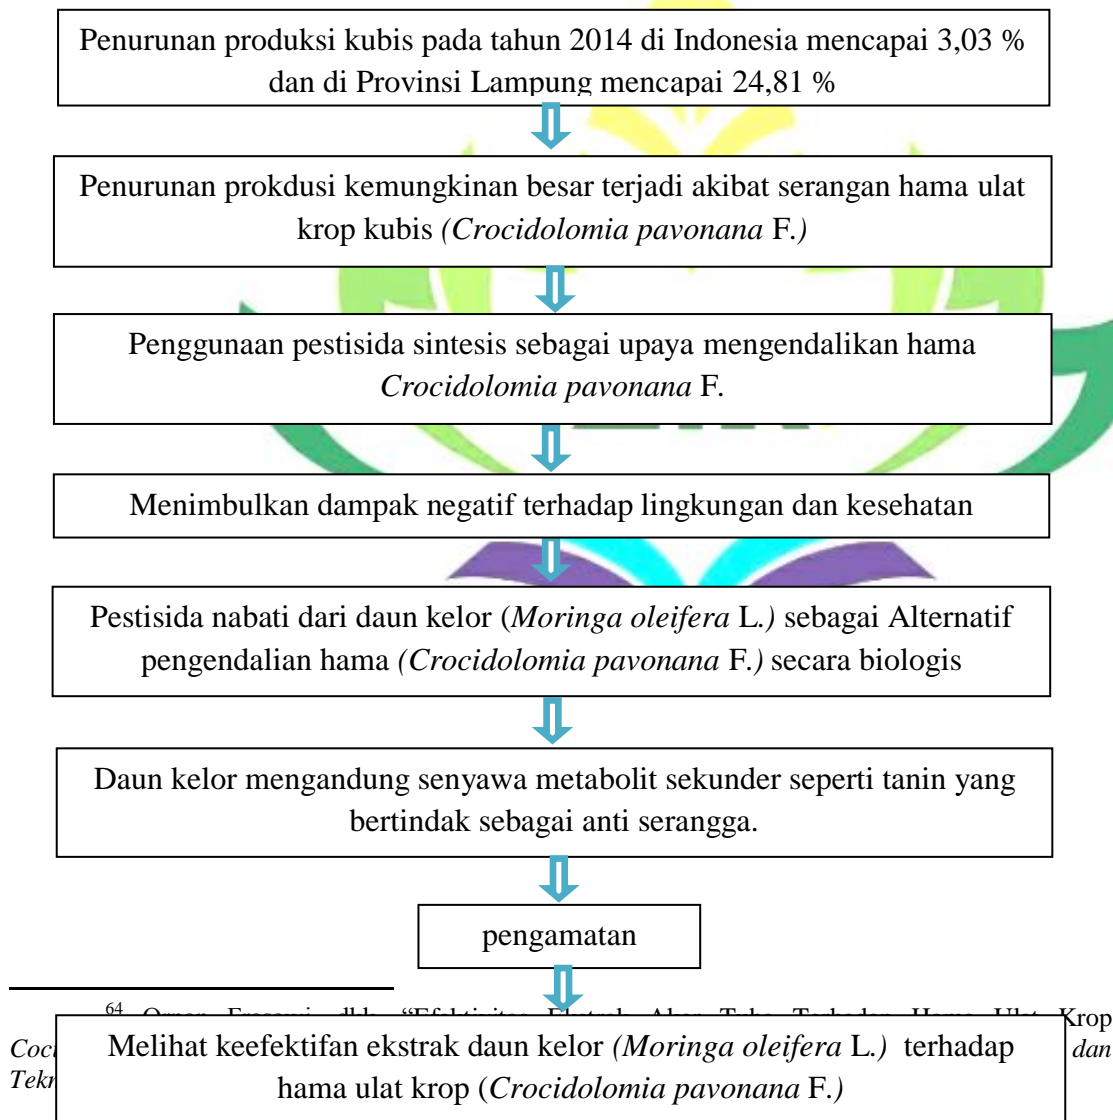 Penurunan produksi kubis pada tahun 2014 di Indonesia mencapai 3,03 %
dan di Provinsi Lampung mencapai 24,81 %
Penurunan prokdusi kemungkinan besar terjadi akibat serangan hama ulat
krop kubis (Crocidolomia pavonana F.)
Penggunaan pestisida sintesis sebagai upaya mengendalikan hama
Crocidolomia pavonana F.
Menimbulkan dampak negatif terhadap lingkungan dan kesehatan
Pestisida nabati dari daun kelor (Moringa oleifera L.) sebagai Alternatif
pengendalian hama (Crocidolomia pavonana F.) secara biologis
Daun kelor mengandung senyawa metabolit sekunder seperti tanin yang
bertindak sebagai anti serangga.
pengamatan
64 Krop
dan
Melihat keefektifan ekstrak daun kelor (Moringa oleifera L.) terhadap
hama ulat krop (Crocidolomia pavonana F.)